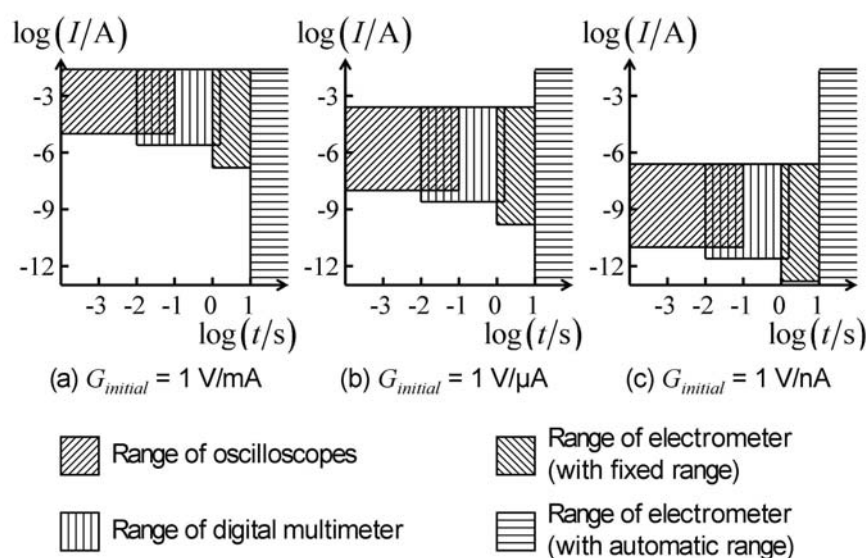 log(I/A)
log(I/A)
log(I/A)
-3
-6
-9
-12
-3 -2 -1 0 1
log(t/s)
-3
-6
-9
-12
-3 -2 -1 0 1
log(t/s)
-3
-6
-9
-12
-3 -2 -1 0 1
log(t/s)
(a) Ginitial = 1 V/mA
(b) Ginitial = 1 V/µA
(c) Ginitial = 1 V/nA
Range of oscilloscopes
Range of electrometer
(with fixed range)
Range of digital multimeter
Range of electrometer
(with automatic range)